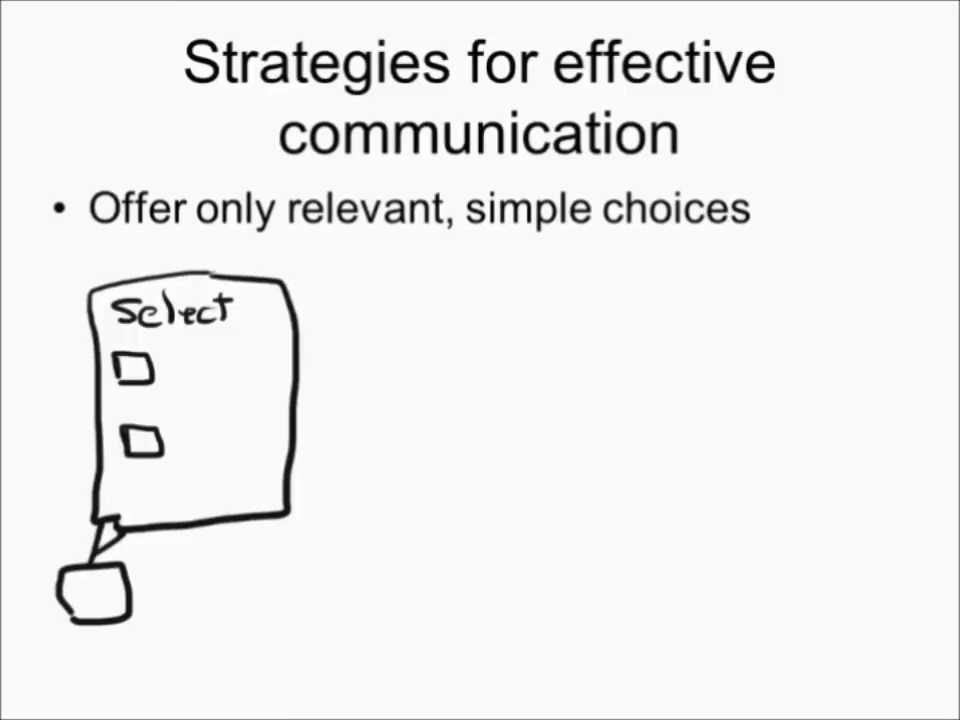 Strategies for effective
communication
• Offer only relevant, simple choices
select